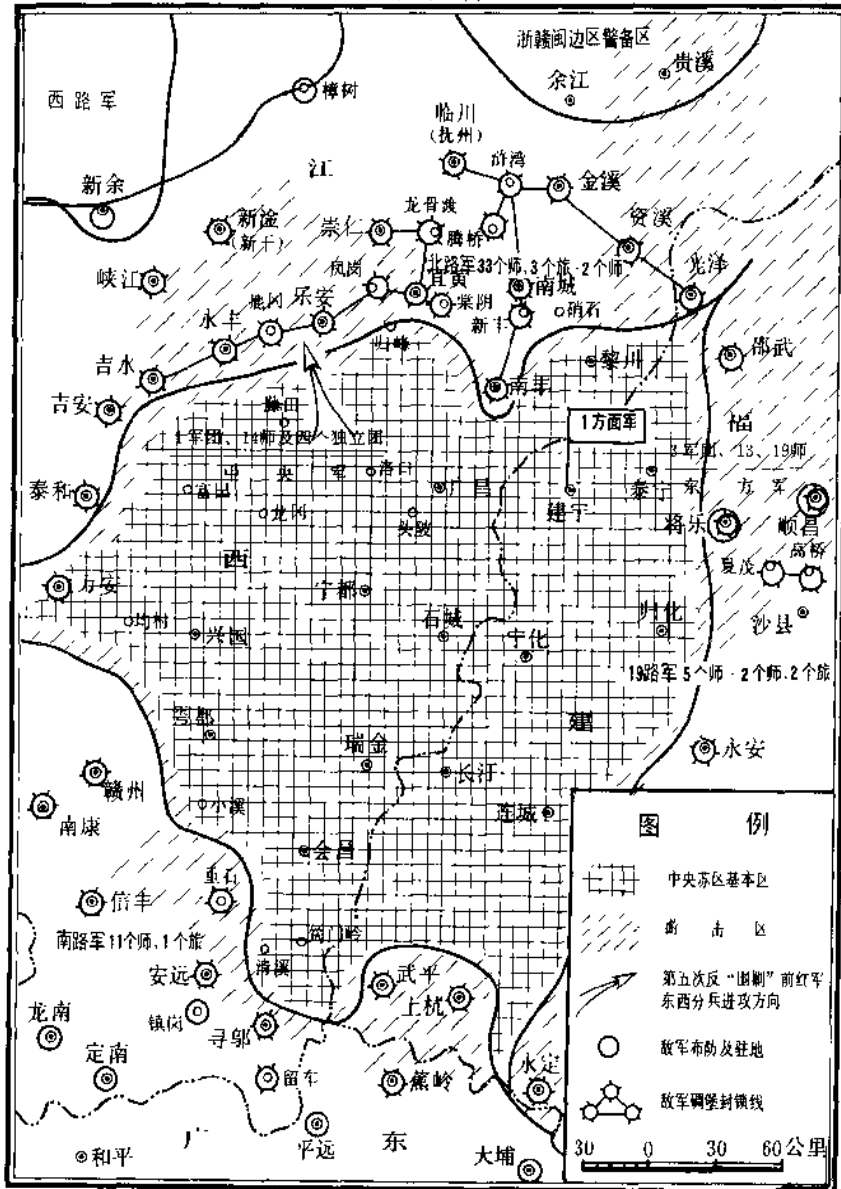 浙赣闽边区警备区
西路军
樟树
余江
贵溪
临川
(抚州)
浒湾
金溪
江
新余
新淦
(新干)
崇仁
龙骨渡
腾桥
资溪
光泽
峡江
凤岗
北路军33个师、3个旅·2个师
宜黄
棠阴
南城
硝石
新丰
永丰
鹿冈
乐安
吉水
黎川
邵武
吉安
南丰
藤田
1方面军
福
1军团、14师及四个独立团
3军团、13、19师
中央军
洛口
泰和
富田
广昌
泰宁
东方军
龙冈
头陂
建宁
将乐
顺昌
西
夏茂
高桥
万安
宁都
沙县
均村
兴国
石城
宁化
归化
19路军5个师·2个师、2个旅
雩都
瑞金
建
永安
赣州
长汀
南康
小溪
连城
会昌
信丰
重石
南路军11个师、1个旅
筠门岭
清溪
安远
武平
上杭
龙南
镇岗
寻邬
定南
留车
蕉岭
永定
广
东
平远
和平
大埔
图例
中央苏区基本区
游击区
第五次反“围剿”前红军
东西分兵进攻方向
敌军布防及驻地
敌军碉堡封锁线
30 0 30 60 公里